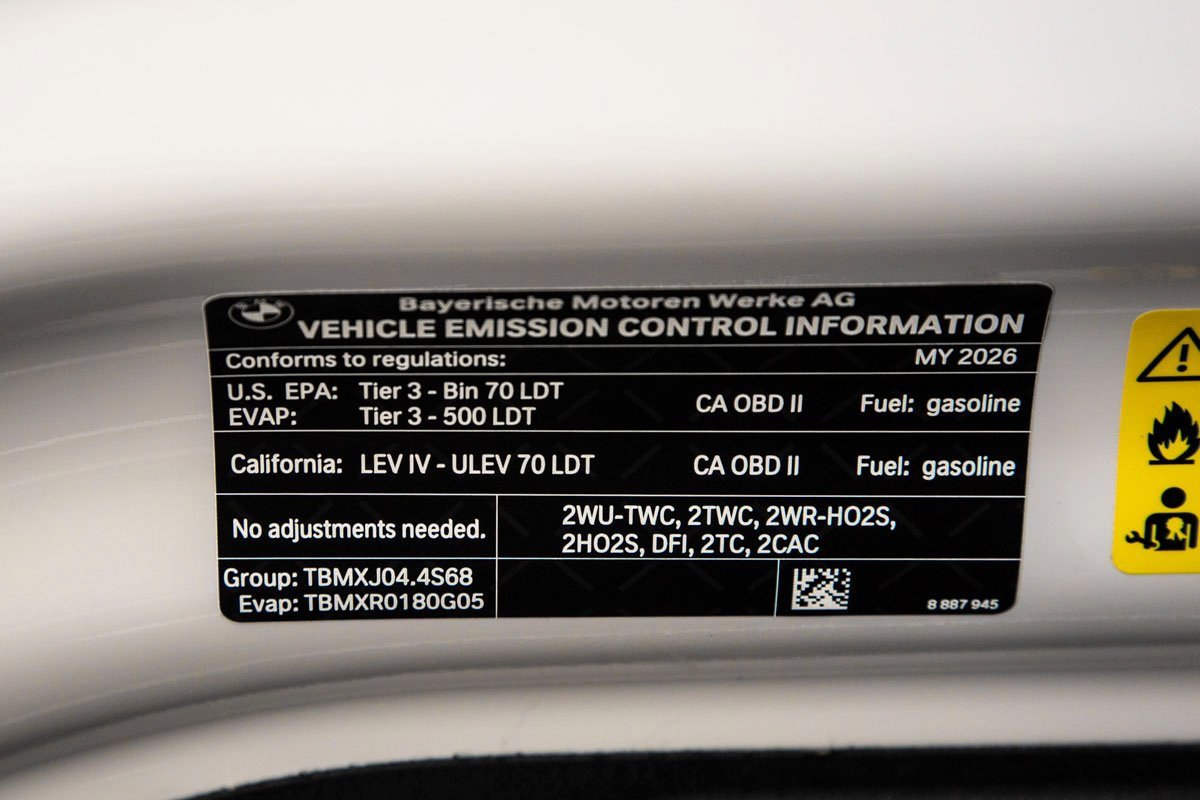 Bayerische Motoren Werke AG
VEHICLE EMISSION CONTROL INFORMATION
Conforms to regulations: MY 2026
U.S. EPA: Tier 3 - Bin 70 LDT
EVAP: Tier 3 - 500 LDT
CA OBD II Fuel: gasoline
California: LEV IV - ULEV 70 LDT CA OBD II Fuel: gasoline
No adjustments needed.
2WU-TWC, 2TWC, 2WR-HO2S,
2HO2S, DFI, 2TC, 2CAC
Group: TBMXJ04.4S68
Evap: TBMXR0180G05
8 887 945